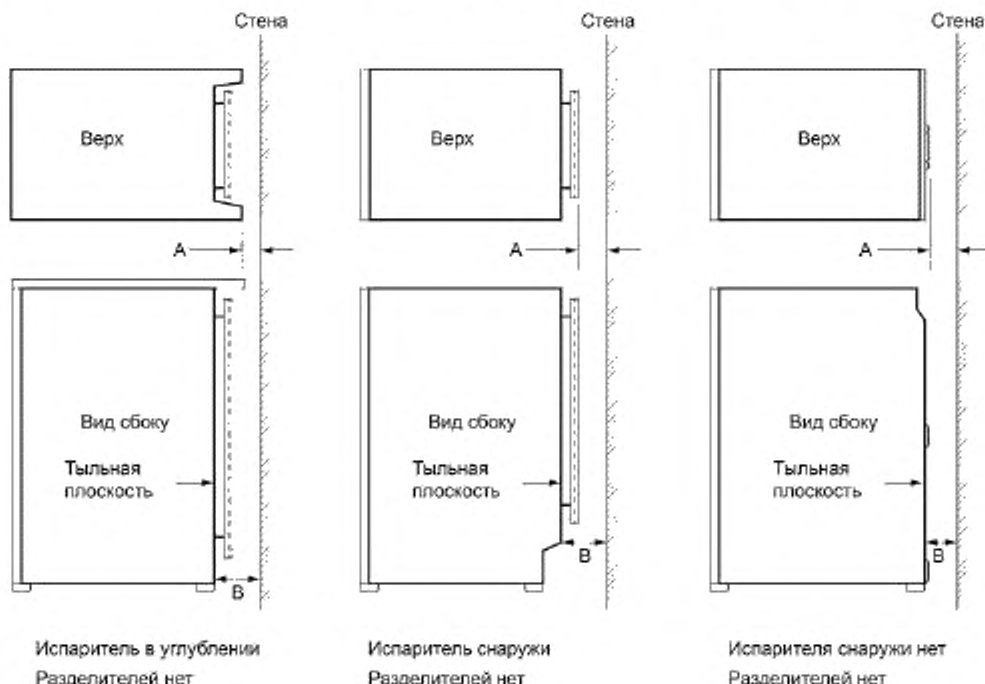 Стена
Стена
Стена
Верх
Верх
Верх
A
A
A
Вид сбоку
Тыльная
плоскость
B
Вид сбоку
Тыльная
плоскость
B
Вид сбоку
Тыльная
плоскость
B
Испаритель в углублении
Разделителей нет
Испаритель снаружи
Разделителей нет
Испарителя снаружи нет
Разделителей нет